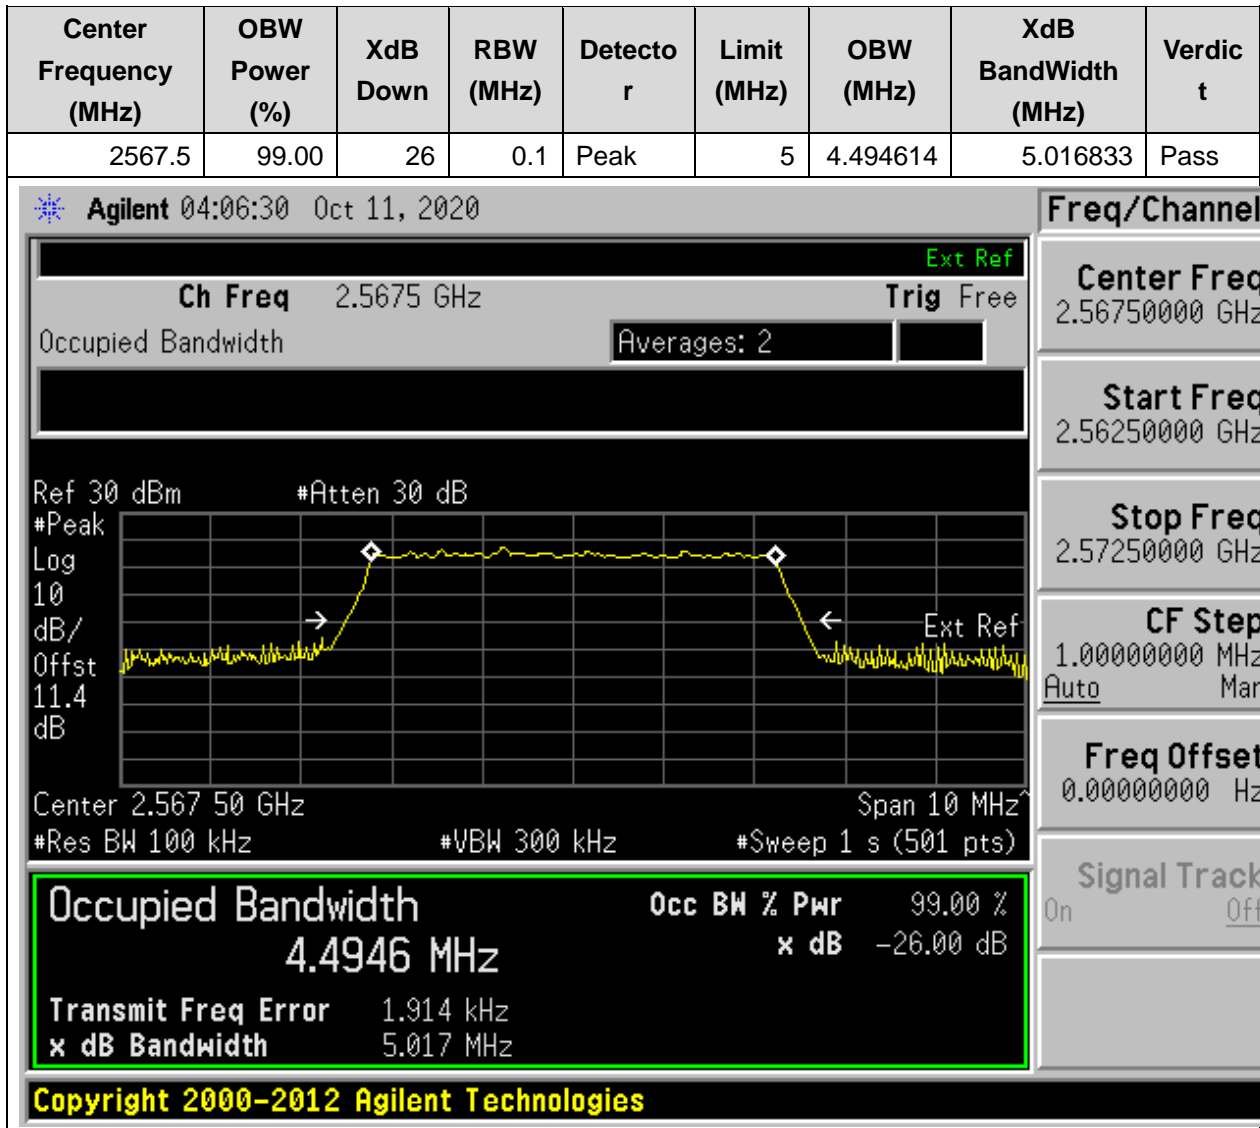 Center Frequency (MHz) OBW Power (%) XdB Down RBW (MHz) Detector Limit (MHz) OBW (MHz) XdB BandWidth (MHz) Verdict
2567.5 99.00 26 0.1 Peak 5 4.494614 5.016833 Pass
Agilent 04:06:30 Oct 11, 2020
Freq/Channel
Ext Ref
Ch Freq 2.5675 GHz Trig Free
Occupied Bandwidth Averages: 2
Center Freq
2.56750000 GHz
Start Freq
2.56250000 GHz
Stop Freq
2.57250000 GHz
CF Step
1.00000000 MHz
Auto Man
Freq Offset
0.00000000 Hz
Signal Track
On Off
Ref 30 dBm #Atten 30 dB
#Peak
Log
10
dB/
Offst
11.4
dB
Ext Ref
Center 2.567 50 GHz Span 10 MHz^
#Res BW 100 kHz #VBW 300 kHz #Sweep 1 s (501 pts)
Occupied Bandwidth Occ BW % Pwr 99.00 %
4.4946 MHz x dB -26.00 dB
Transmit Freq Error 1.914 kHz
x dB Bandwidth 5.017 MHz
Copyright 2000-2012 Agilent Technologies